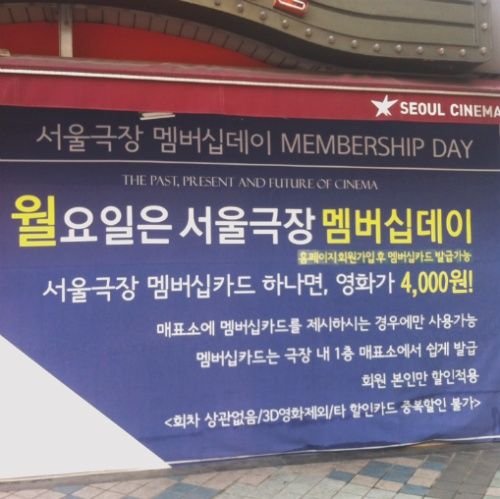 SEOUL CINEMA
서울극장 멤버십데이 MEMBERSHIP DAY
THE PAST, PRESENT AND FUTURE OF CINEMA
월요일은 서울극장 멤버십데이
홈페이지 회원가입 후 멤버십카드 발급가능
서울극장 멤버십카드 하나면, 영화가 4,000원!
매표소에 멤버십카드를 제시하시는 경우에만 사용가능
멤버십카드는 극장 내 1층 매표소에서 쉽게 발급
회원 본인만 할인적용
<회차 상관없음/3D영화제외/타 할인카드 중복할인 불가>